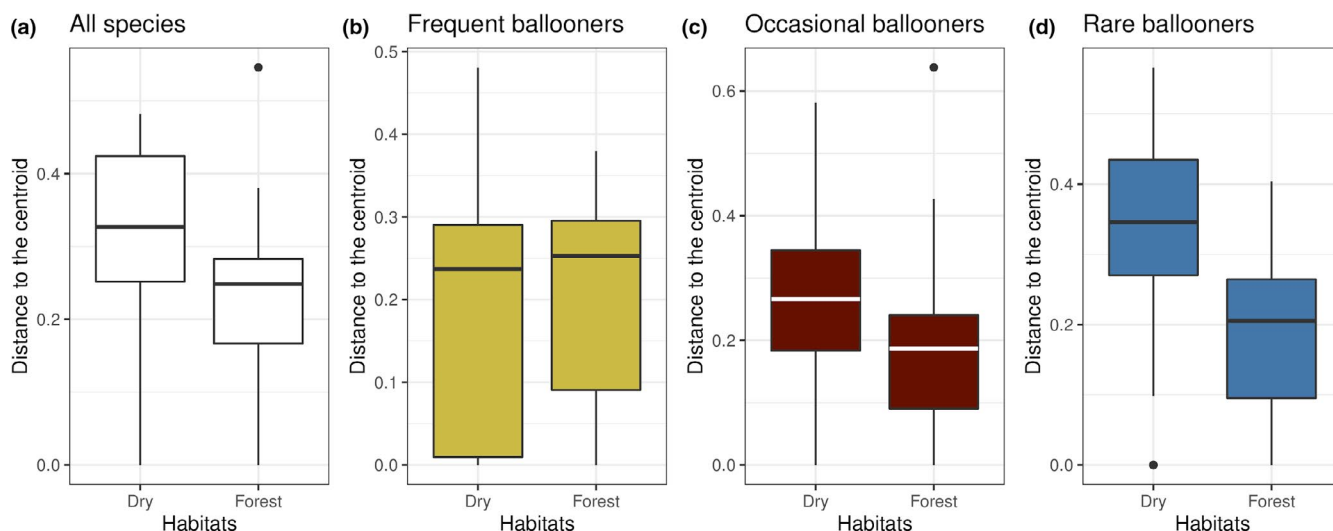 (a) All species
Distance to the centroid
0.4
0.2
0.0
Dry Forest
Habitats
(b) Frequent ballooners
Distance to the centroid
0.5
0.4
0.3
0.2
0.1
0.0
Dry Forest
Habitats
(c) Occasional ballooners
Distance to the centroid
0.6
0.4
0.2
0.0
Dry Forest
Habitats
(d) Rare ballooners
Distance to the centroid
0.4
0.2
0.0
Dry Forest
Habitats